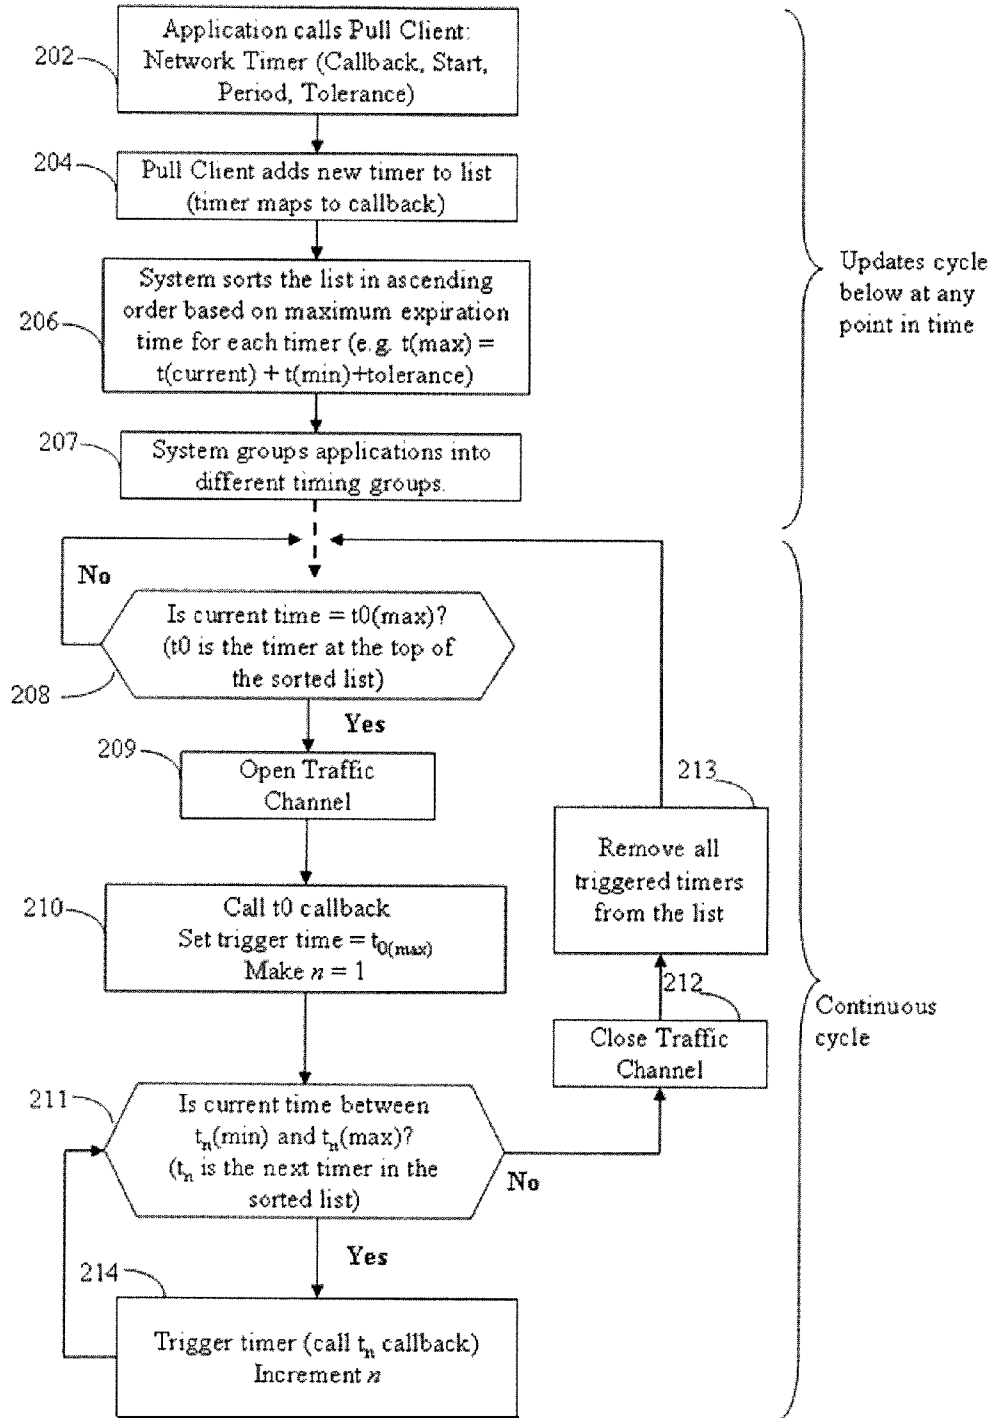 Application calls Pull Client:
Network Timer (Callback, Start,
Period, Tolerance)
202
204
Pull Client adds new timer to list
(timer maps to callback)
System sorts the list in ascending
order based on maximum expiration
time for each timer (e.g. t(max) =
t(current) + t(min)+tolerance)
206
Updates cycle
below at any
point in time
207
System groups applications into
different timing groups.
No
Is current time = t0(max)?
(t0 is the timer at the top of
the sorted list)
208
Yes
209
Open Traffic
Channel
213
Remove all
triggered timers
from the list
210
Call t0 callback
Set trigger time = t0(max)
Make n = 1
212
Close Traffic
Channel
Continuous
cycle
211
Is current time between
tn(min) and tn(max)?
(tn is the next timer in the
sorted list)
No
Yes
214
Trigger timer (call tn callback)
Increment n